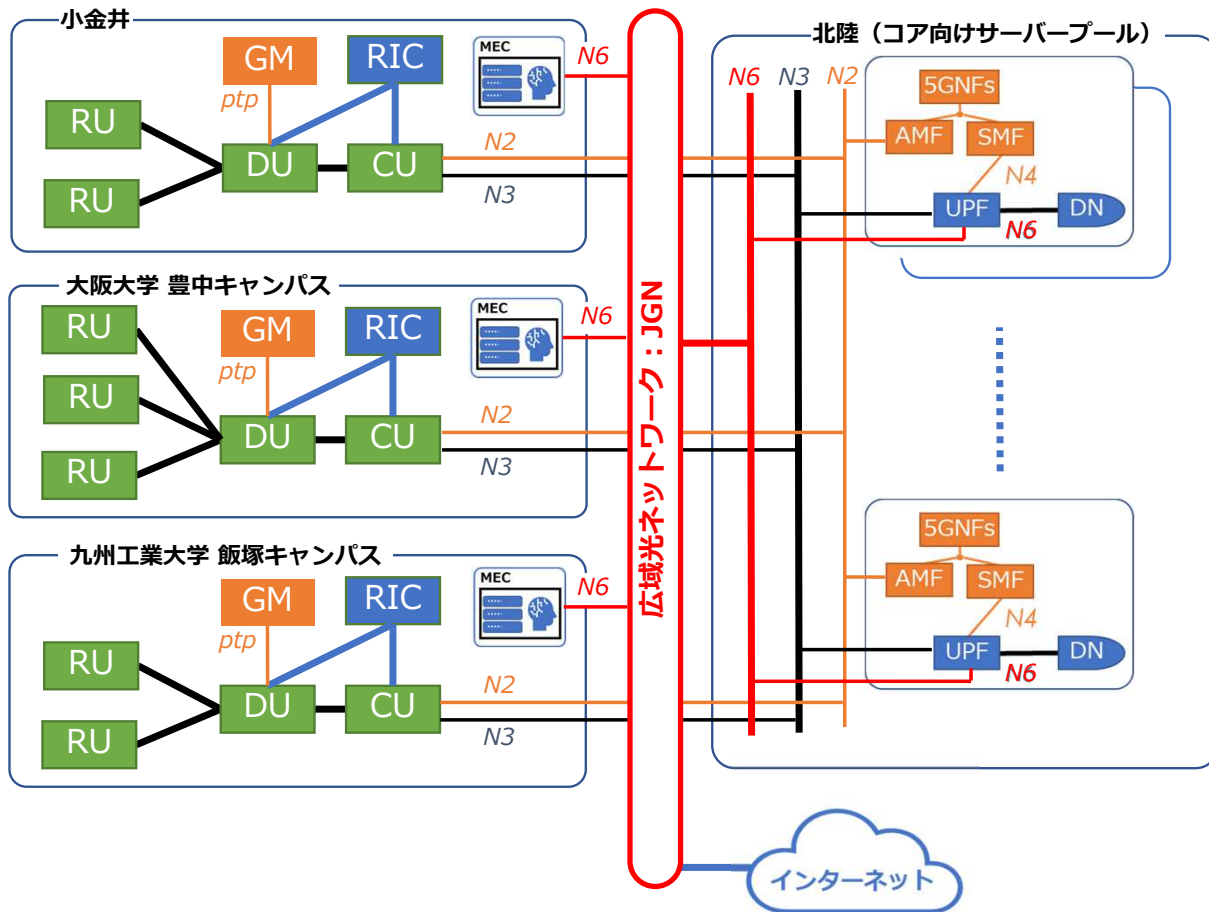 小金井
GM
RIC
MEC
N6
ptp
RU
RU
DU
CU
N2
N3
大阪大学 豊中キャンパス
RU
RU
RU
GM
RIC
MEC
N6
ptp
DU
CU
N2
N3
九州工業大学 飯塚キャンパス
GM
RIC
MEC
N6
ptp
RU
RU
DU
CU
N2
N3
広域光ネットワーク：JGN
北陸（コア向けサーバープール）
N6
N3
N2
5GNFs
AMF
SMF
N4
UPF
DN
N6
5GNFs
AMF
SMF
N4
UPF
DN
N6
インターネット